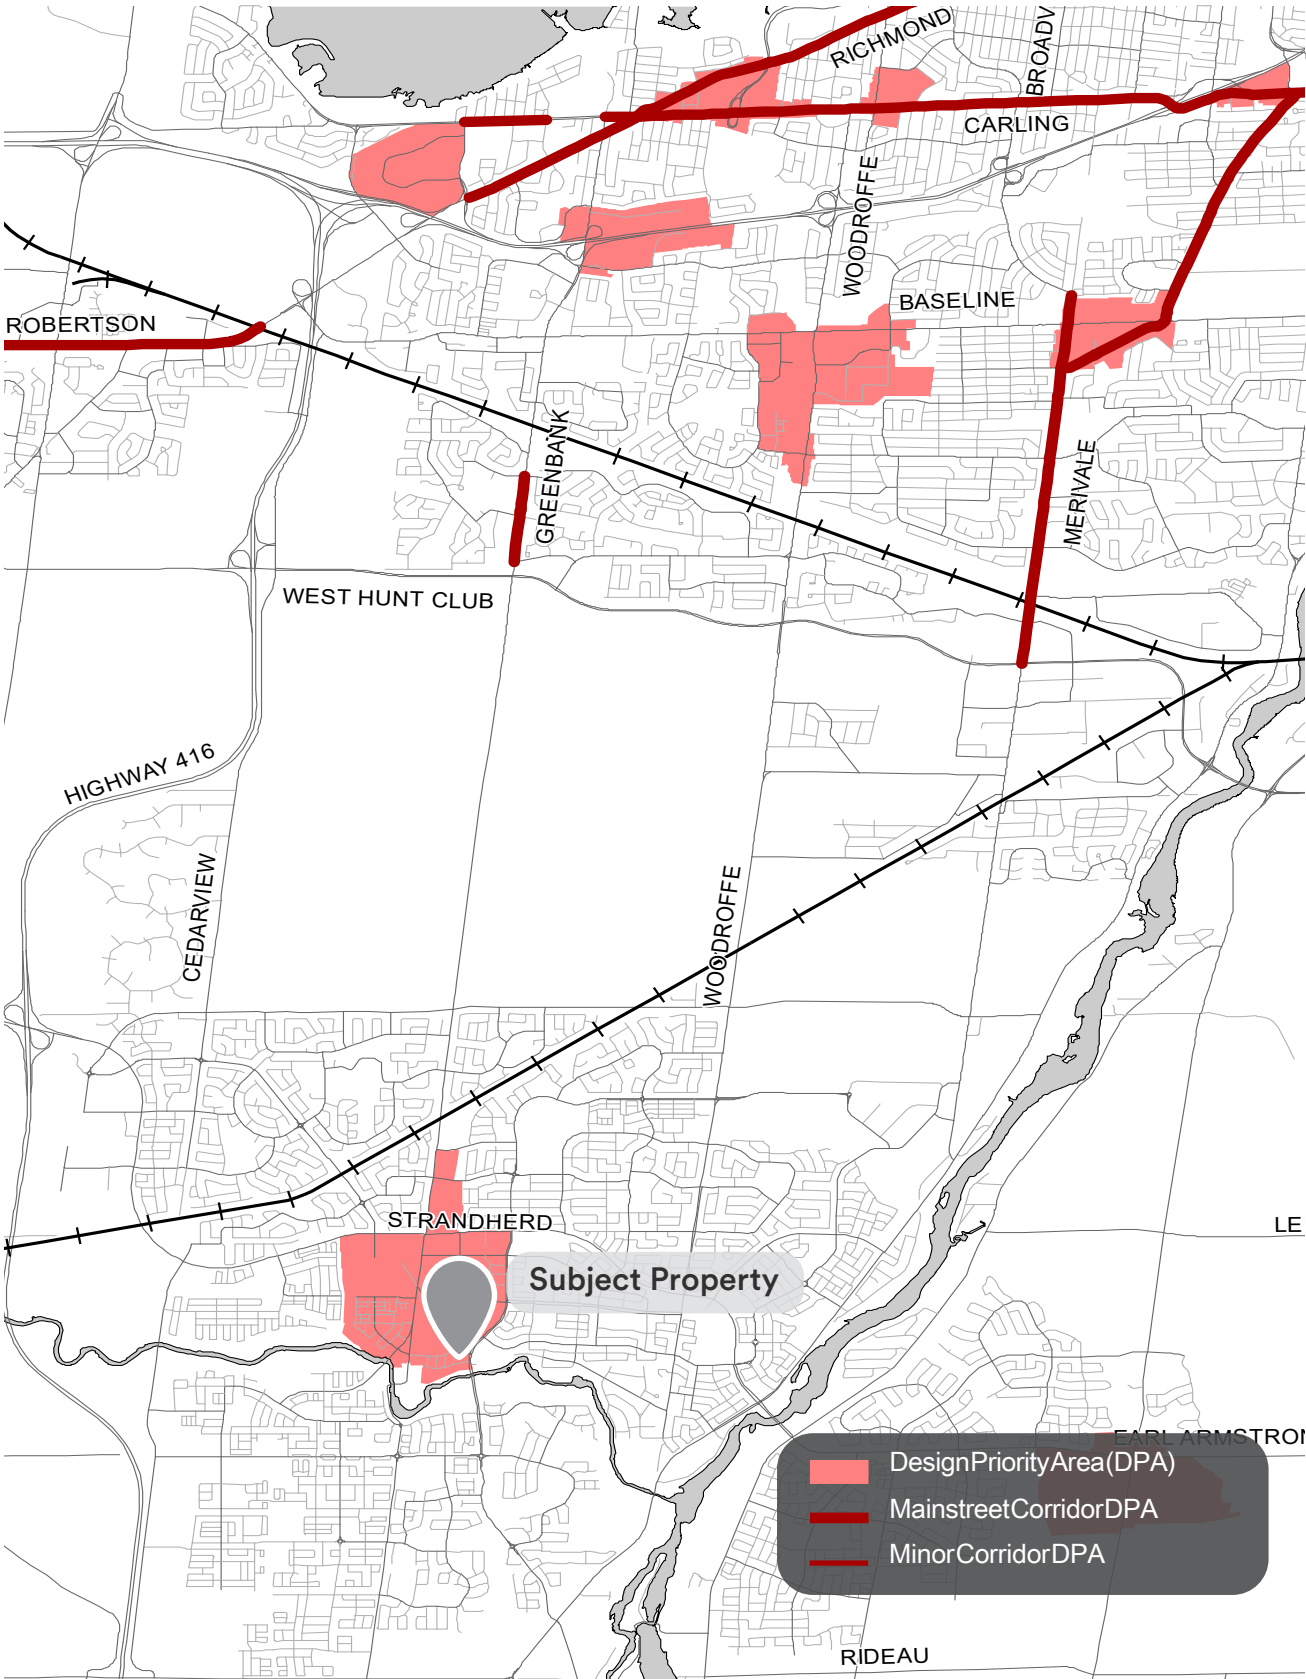 RICHMOND
BROADV
CARLING
WOODROFFE
BASELINE
ROBERTSON
GREENBANK
MERIVALE
WEST HUNT CLUB
HIGHWAY 416
CEDARVIEW
WOODROFFE
STRANDHERD
LE
Subject Property
EARL ARMSTRON
DesignPriorityArea(DPA)
MainstreetCorridorDPA
MinorCorridorDPA
RIDEAU